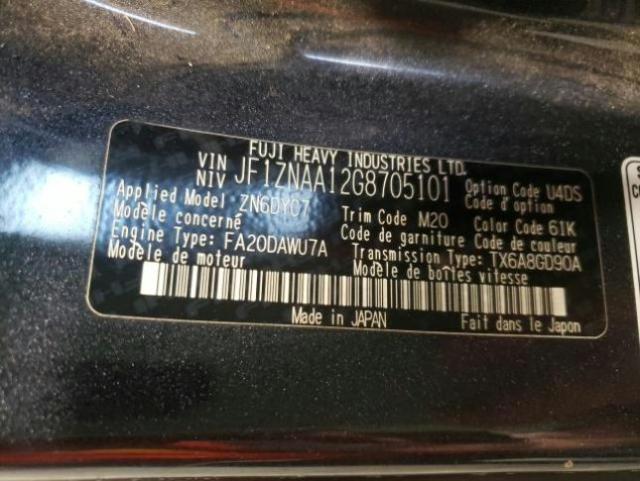 FUJI HEAVY INDUSTRIES LTD.
VIN
NIV JF1ZNAA12G8705101 Option Code U4DS
Code d'option
Applied Model ZN6DYC7 Trim Code M20 Color Code 61K
Modèle concerné Code de garniture Code de couleur
Engine Type: FA20DAWU7A Transmission Type: TX6A8GD90A
Modèle de moteur Modèle de boîtes vitesse
Made in JAPAN Fait dans le Japon